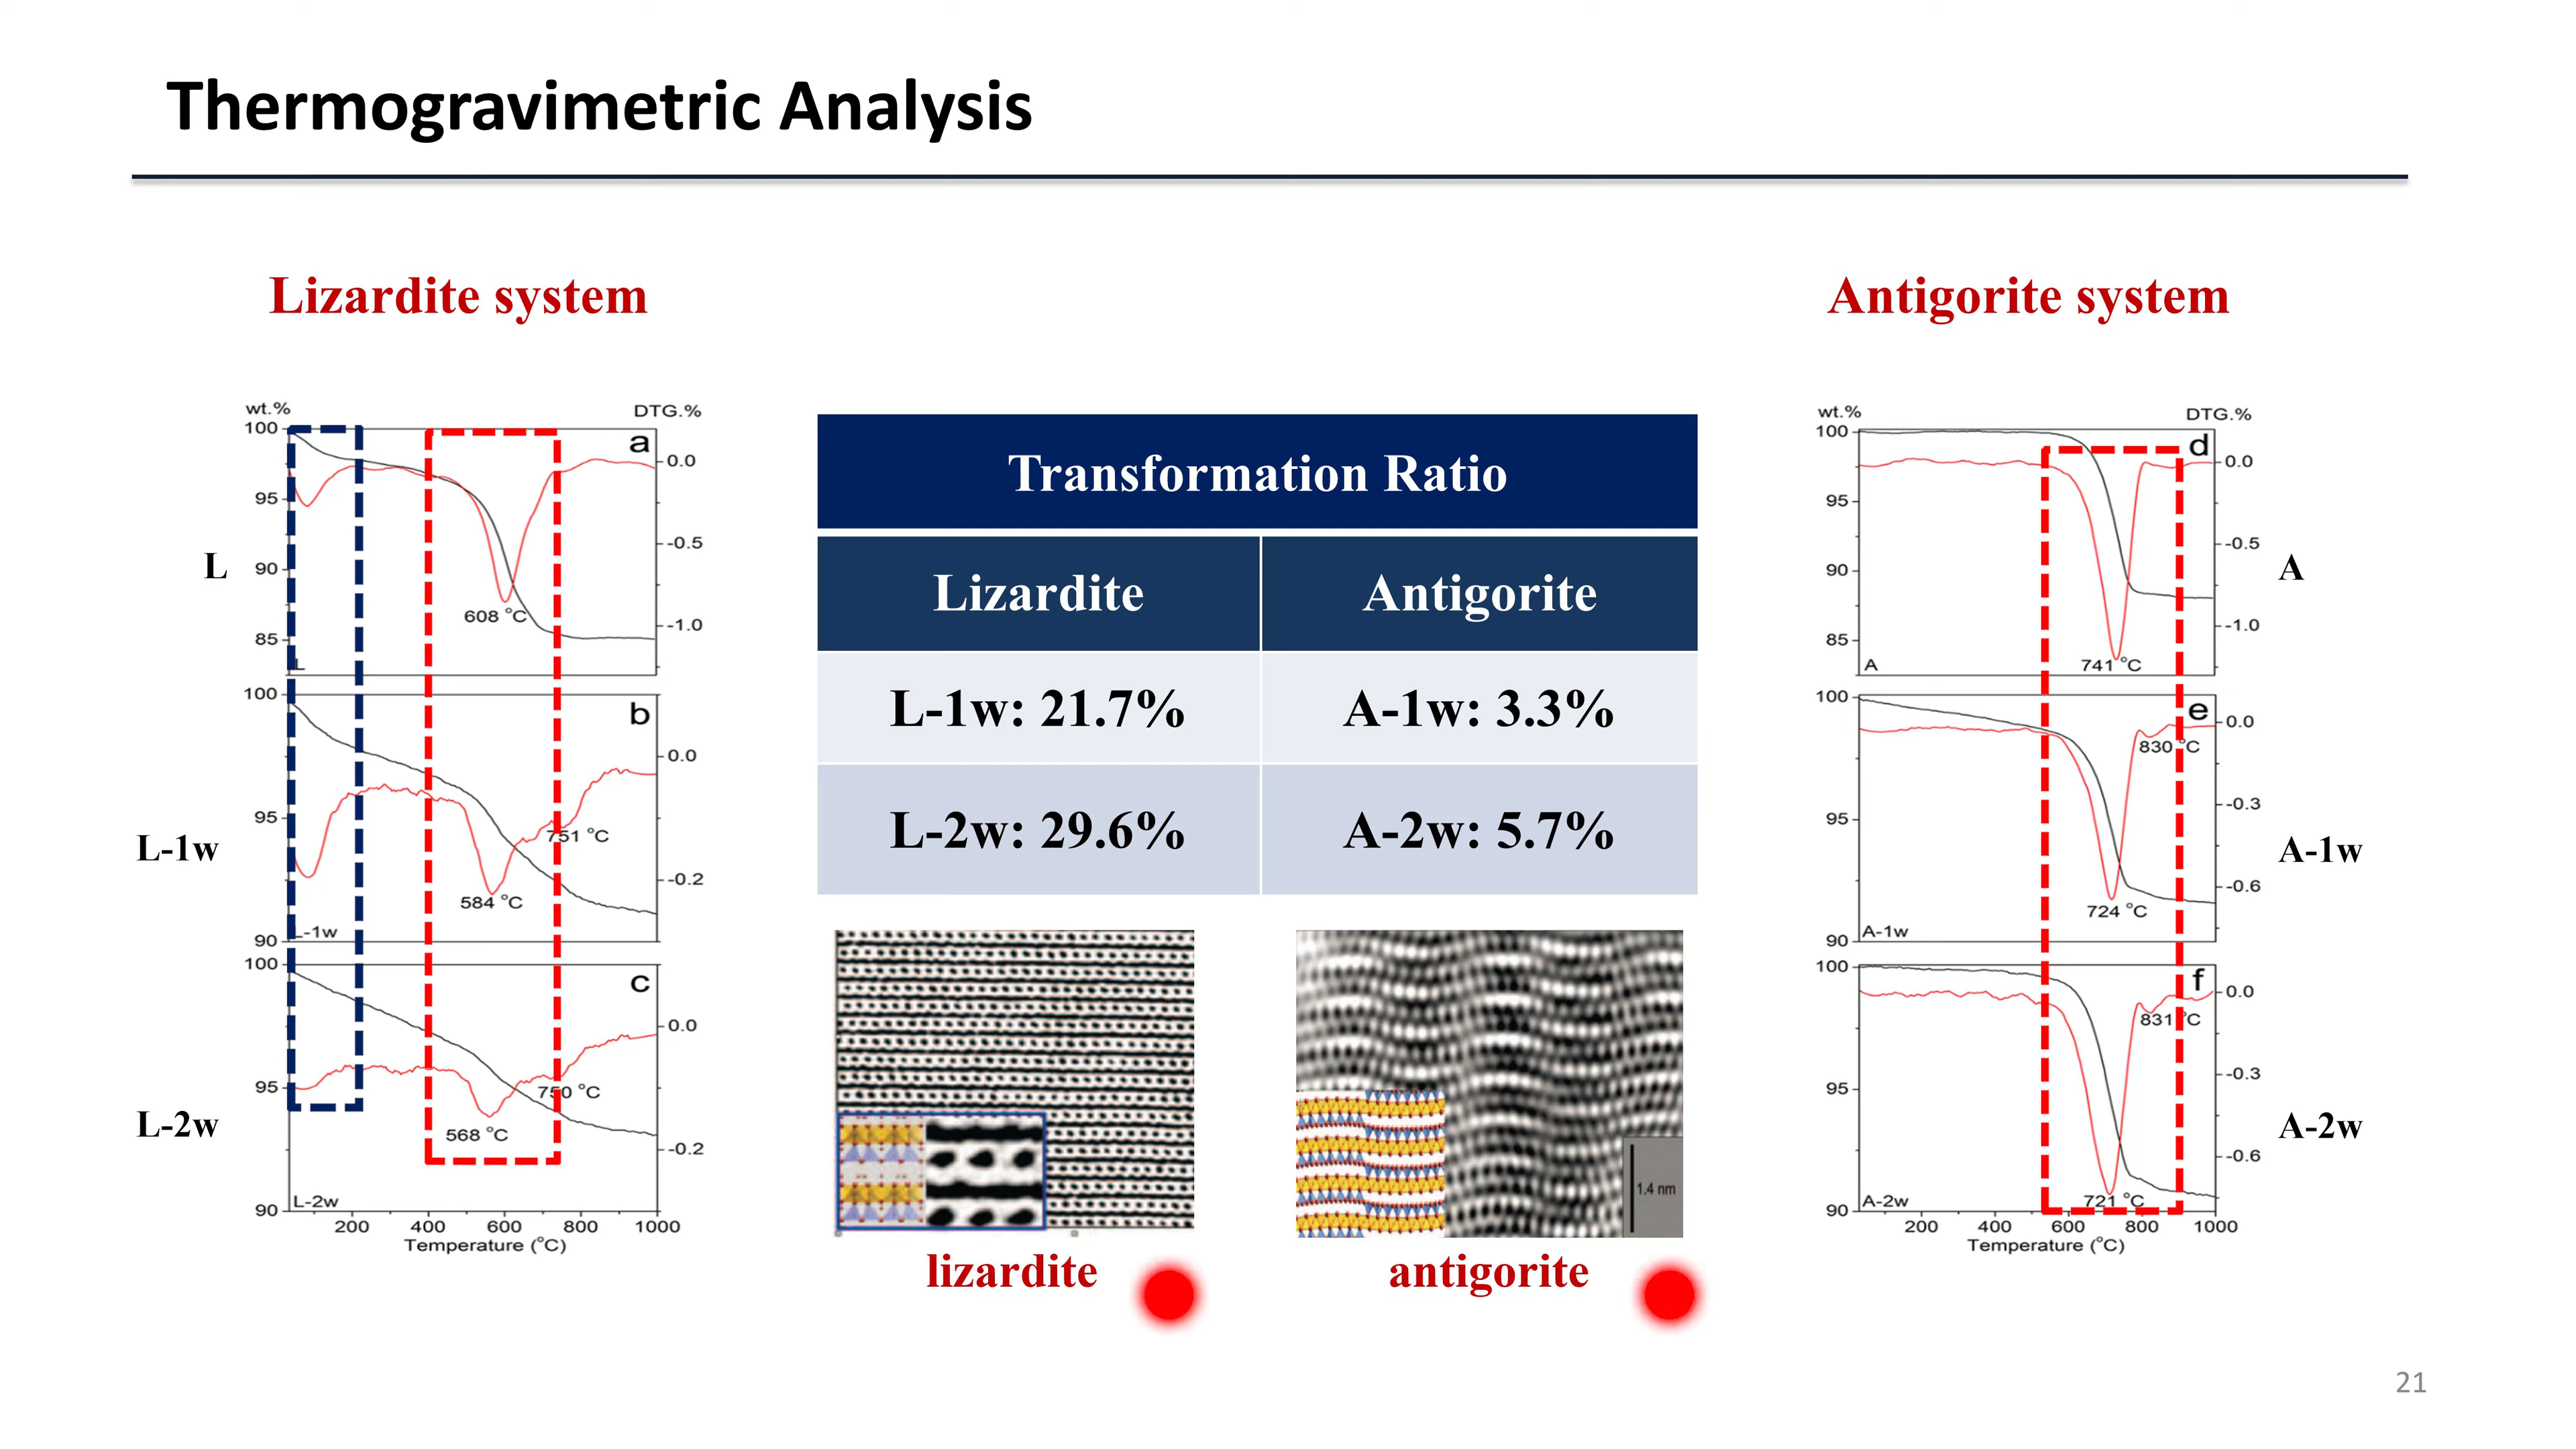 Thermogravimetric Analysis
Lizardite system
Antigorite system
wt.%
DTG.%
100
95
90
85
0.0
-0.5
-1.0
a
608 °C
L
L
100
95
90
0.0
-0.2
b
751 °C
584 °C
L-1w
L-1w
100
95
90
0.0
-0.2
c
750 °C
568 °C
L-2w
L-2w
200 400 600 800 1000
Temperature (°C)
Transformation Ratio
Lizardite Antigorite
L-1w: 21.7% A-1w: 3.3%
L-2w: 29.6% A-2w: 5.7%
1.4 nm
lizardite
antigorite
wt.%
DTG.%
100
95
90
85
0.0
-0.5
-1.0
d
741 °C
A
A
100
95
90
0.0
-0.3
-0.6
e
830 °C
724 °C
A-1w
A-1w
100
95
90
0.0
-0.3
-0.6
f
831 °C
721 °C
A-2w
A-2w
200 400 600 800 1000
Temperature (°C)
21